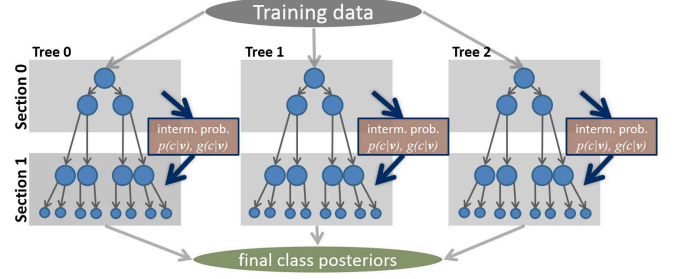 Training data
Tree 0
Tree 1
Tree 2
Section 0
interm. prob.
p(c|v), g(c|v)
interm. prob.
p(c|v), g(c|v)
interm. prob.
p(c|v), g(c|v)
Section 1
final class posteriors